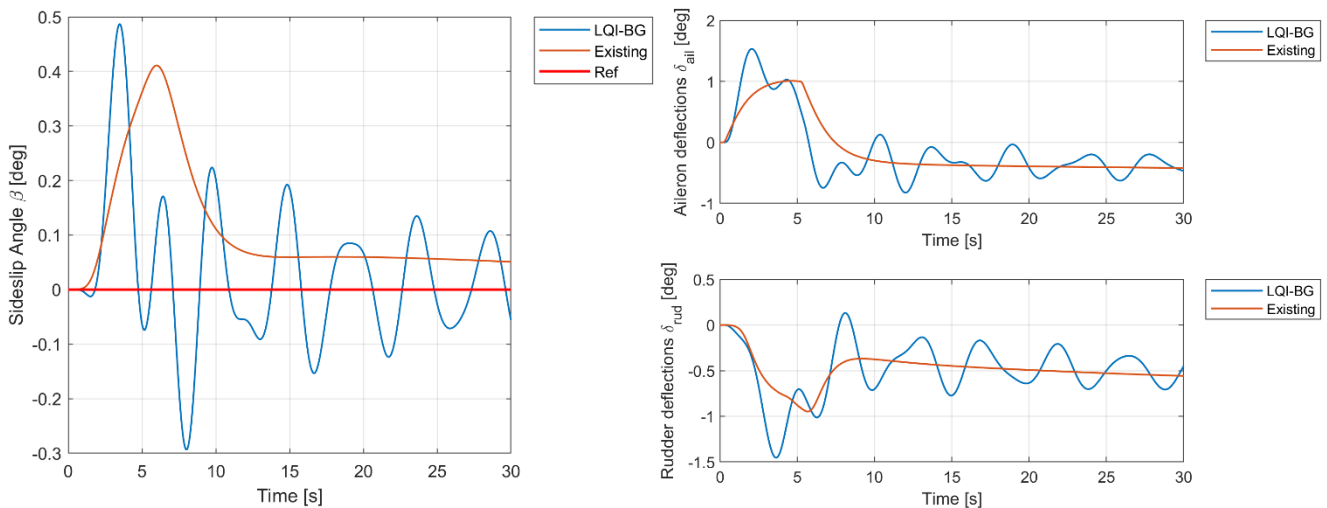 Sideslip Angle β [deg]
0.5
0.4
0.3
0.2
0.1
0
-0.1
-0.2
-0.3
0 5 10 15 20 25 30
Time [s]
LQI-BG
Existing
Ref
Aileron deflections δail [deg]
2
1
0
-1
0 5 10 15 20 25 30
Time [s]
LQI-BG
Existing
Rudder deflections δrud [deg]
0.5
0
-0.5
-1
-1.5
0 5 10 15 20 25 30
Time [s]
LQI-BG
Existing